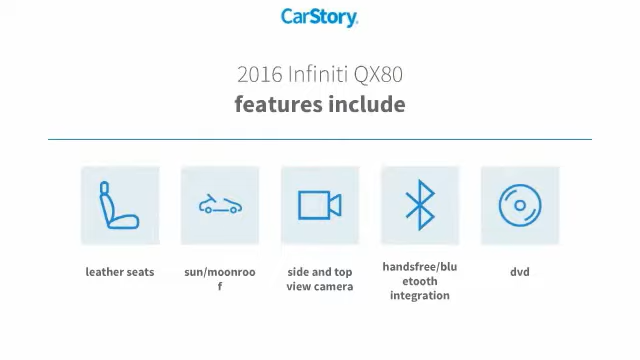 CarStory
2016 Infiniti QX80
features include
leather seats
sun/moonroo
f
side and top
view camera
handsfree/blu
etooth
integration
dvd